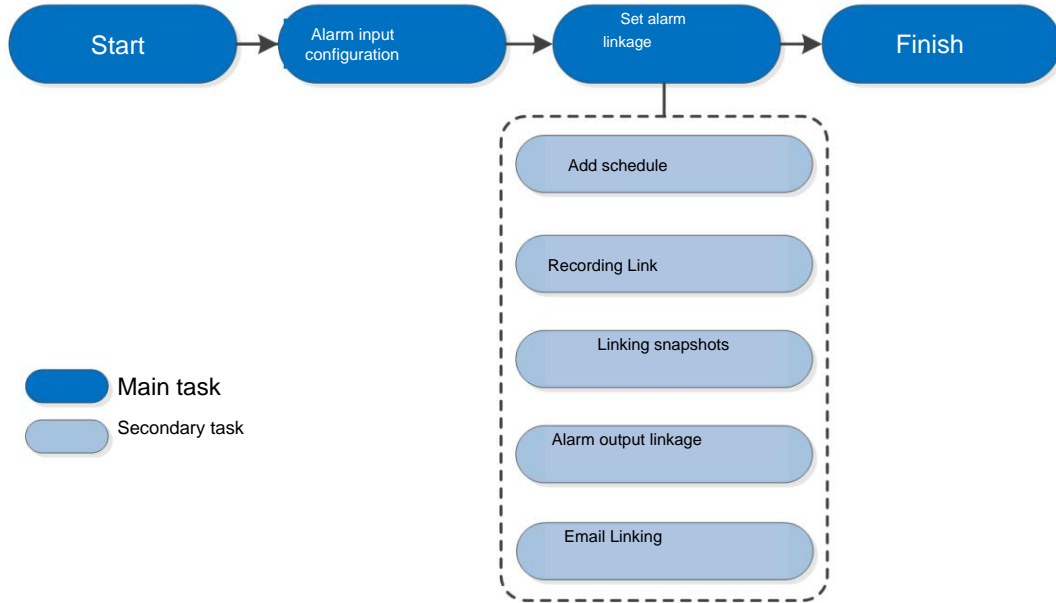 Start
Alarm input
configuration
Set alarm
linkage
Finish
Add schedule
Recording Link
Linking snapshots
Alarm output linkage
Email Linking
Main task
Secondary task